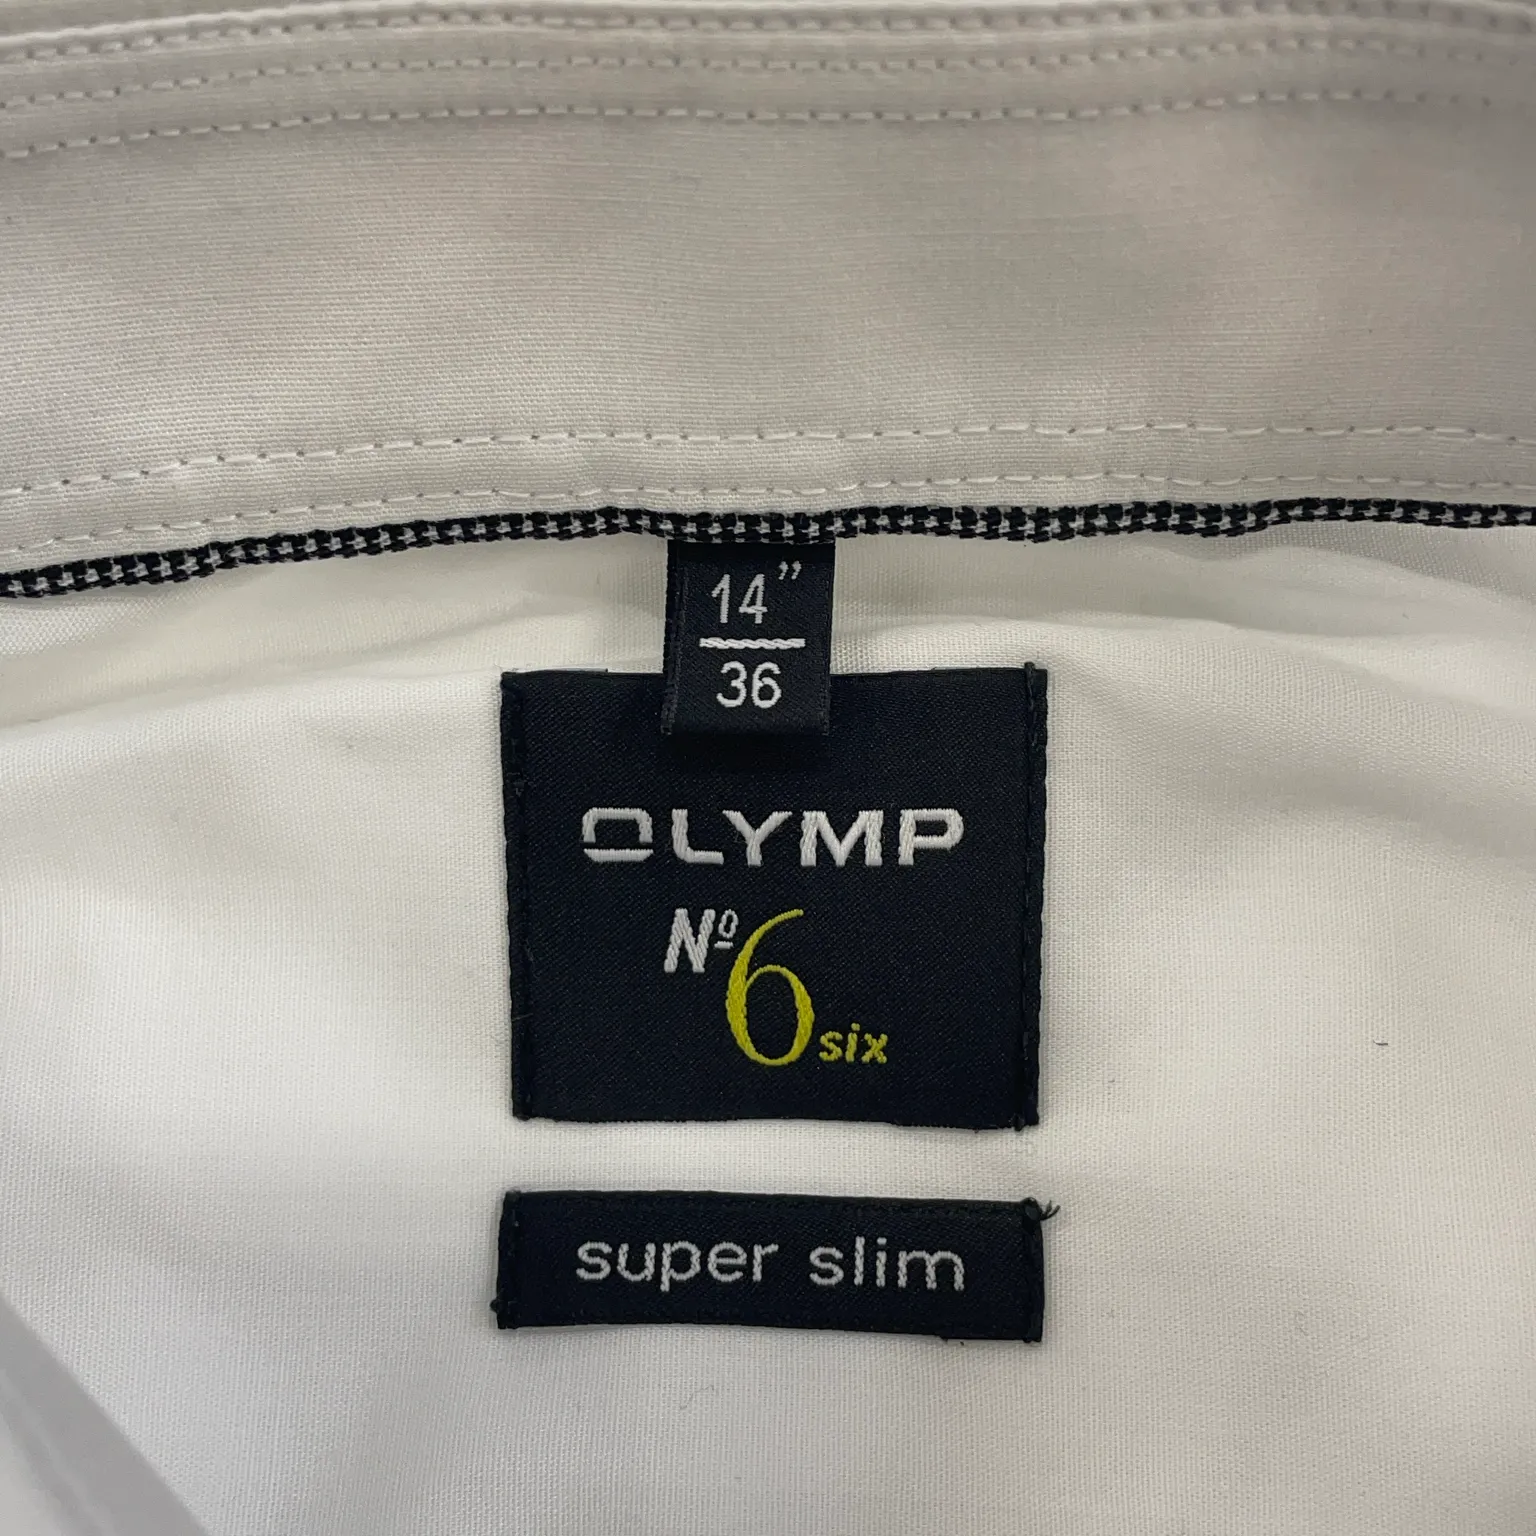 14”
36
OLYMP
Nº 6 six
super slim